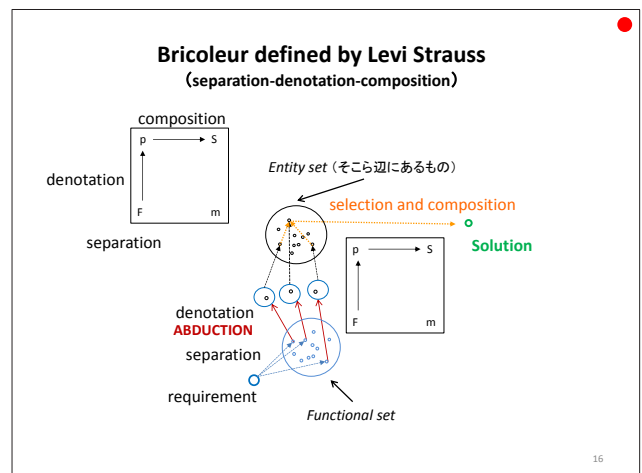 Bricoleur defined by Levi Strauss
（separation-denotation-composition）
composition
p S
denotation
F m
separation
Entity set （そこら辺にあるもの）
selection and composition
Solution
p S
F m
denotation
ABDUCTION
separation
requirement
Functional set
16